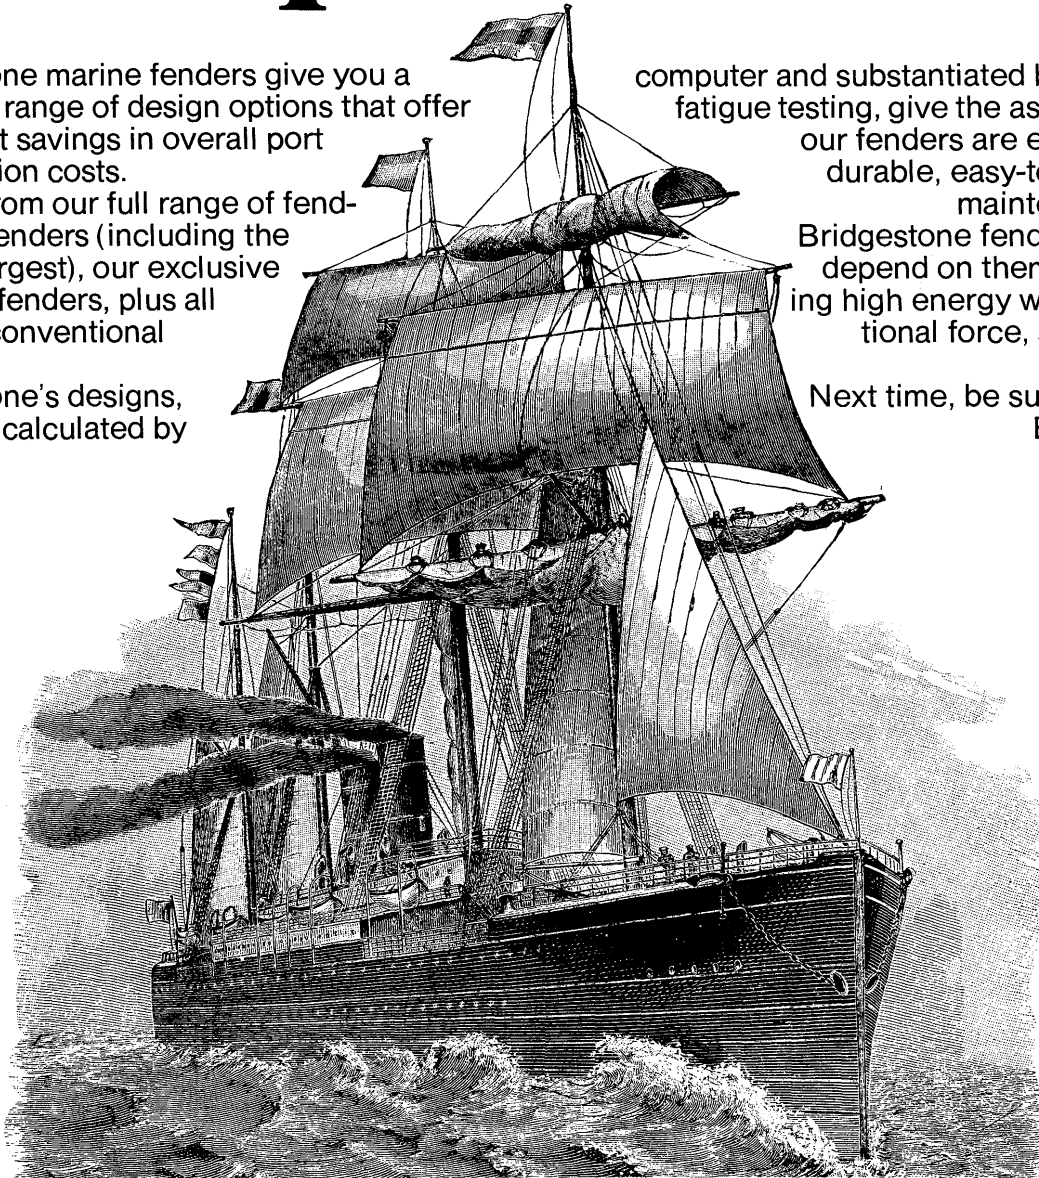 one marine fenders give you a
range of design options that offer
t savings in overall port
ion costs.
rom our full range of fend-
enders (including the
rgest), our exclusive
fenders, plus all
conventional
one's designs,
calculated by
computer and substantiated b
fatigue testing, give the as
our fenders are e
durable, easy-to
mainte
Bridgestone fend
depend on them
ing high energy w
tional force,
Next time, be su